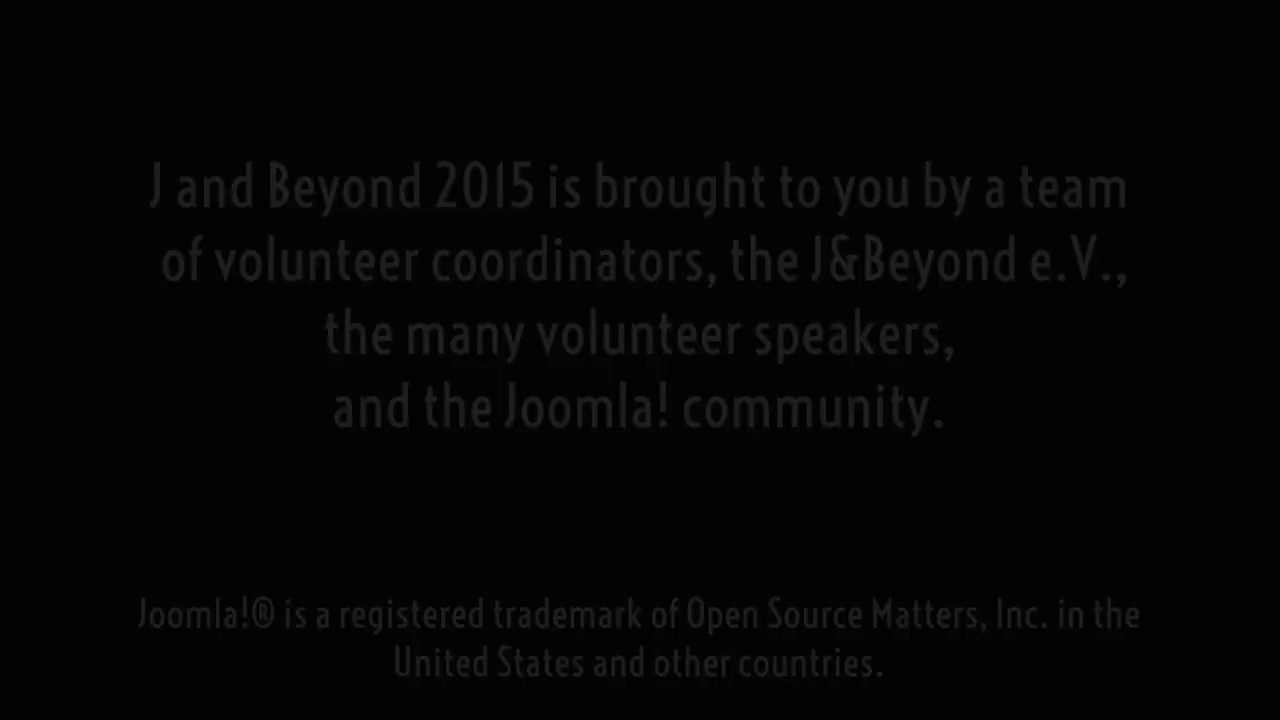 J and Beyond 2015 is brought to you by a team
of volunteer coordinators, the J&Beyond e.V.,
the many volunteer speakers,
and the Joomla! community.
Joomla!® is a registered trademark of Open Source Matters, Inc. in the
United States and other countries.